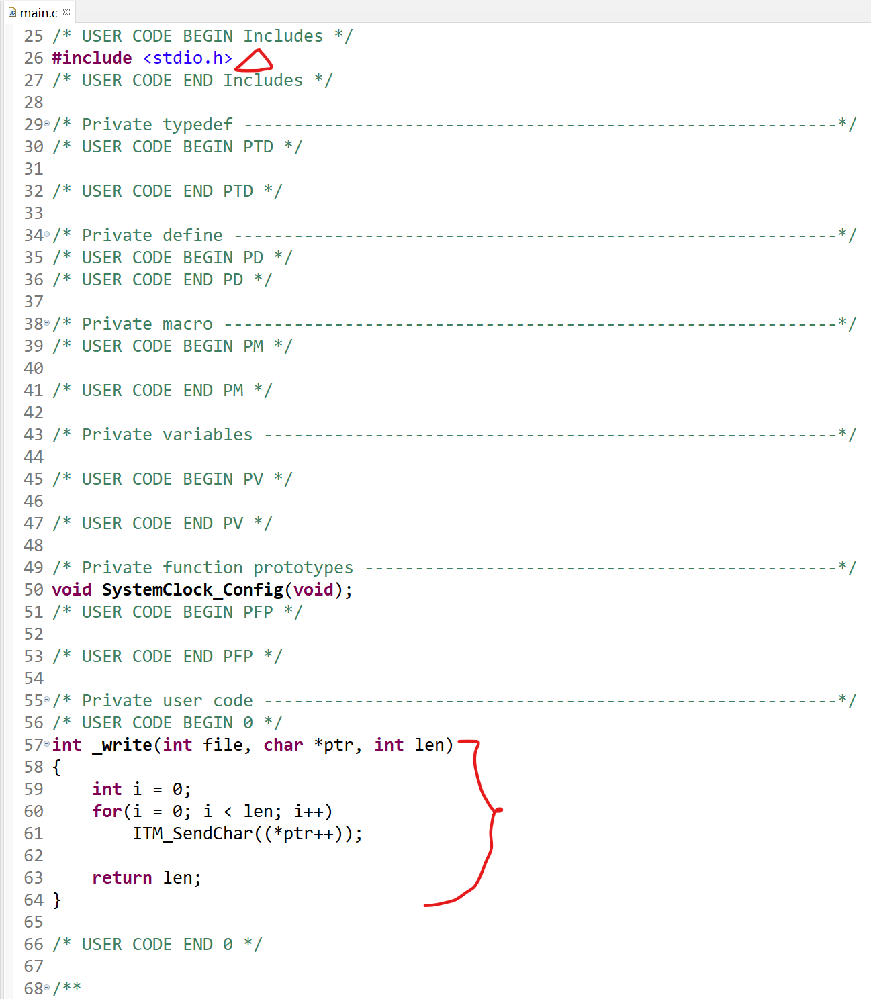 main.c
25 /* USER CODE BEGIN Includes */
26 #include <stdio.h>
27 /* USER CODE END Includes */
28
29 /* Private typedef -----------------------------------------------------------*/
30 /* USER CODE BEGIN PTD */
31
32 /* USER CODE END PTD */
33
34 /* Private define ------------------------------------------------------------*/
35 /* USER CODE BEGIN PD */
36 /* USER CODE END PD */
37
38 /* Private macro -------------------------------------------------------------*/
39 /* USER CODE BEGIN PM */
40
41 /* USER CODE END PM */
42
43 /* Private variables ---------------------------------------------------------*/
44
45 /* USER CODE BEGIN PV */
46
47 /* USER CODE END PV */
48
49 /* Private function prototypes -----------------------------------------------*/
50 void SystemClock_Config(void);
51 /* USER CODE BEGIN PFP */
52
53 /* USER CODE END PFP */
54
55 /* Private user code ---------------------------------------------------------*/
56 /* USER CODE BEGIN 0 */
57 int _write(int file, char *ptr, int len)
58 {
59     int i = 0;
60     for(i = 0; i < len; i++)
61         ITM_SendChar((*ptr++));
62
63     return len;
64 }
65
66 /* USER CODE END 0 */
67
68 /**